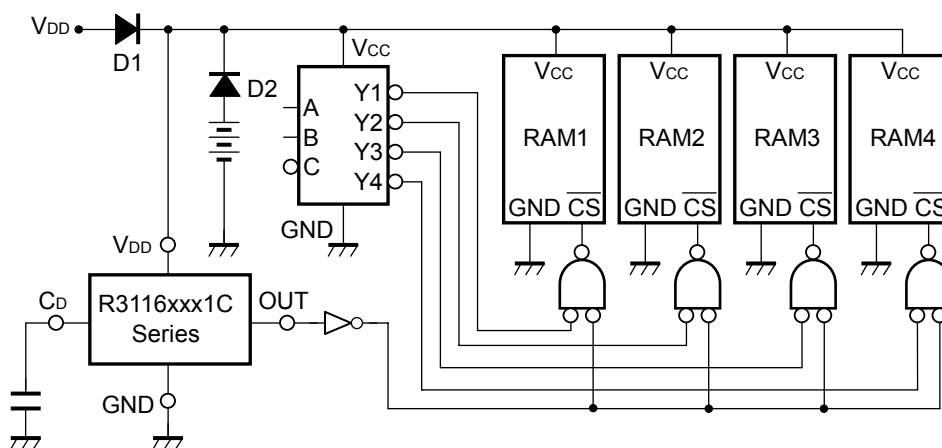 VDD
D1
D2
VCC
A
B
C
Y1
Y2
Y3
Y4
GND
VCC
RAM1
GND CS
VCC
RAM2
GND CS
VCC
RAM3
GND CS
VCC
RAM4
GND CS
VDD
CD
R3116xxx1C
Series
OUT
GND